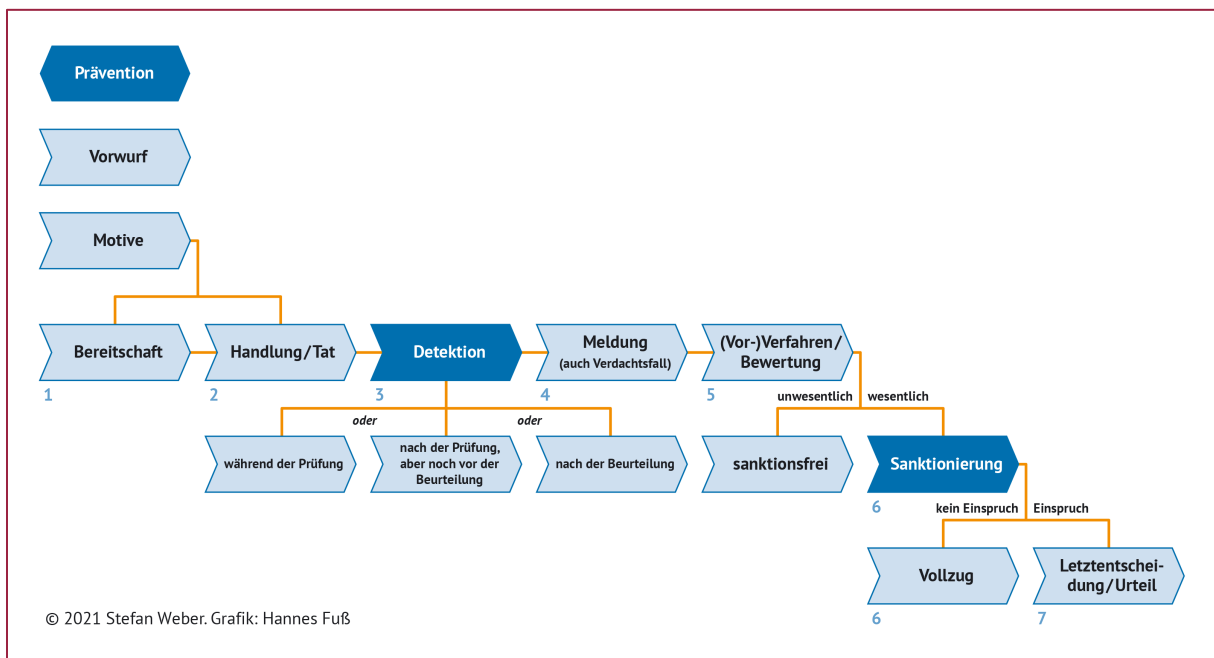 Prävention
Vorwurf
Motive
Bereitschaft
Handlung/Tat
Detektion
Meldung
(auch Verdachtsfall)
(Vor-)Verfahren/
Bewertung
1
2
3
4
5
unwesentlich
wesentlich
oder
oder
während der Prüfung
nach der Prüfung,
aber noch vor der
Beurteilung
nach der Beurteilung
sanktionsfrei
Sanktionierung
6
kein Einspruch
Einspruch
Vollzug
Letztentschei-
dung/Urteil
6
7
© 2021 Stefan Weber. Grafik: Hannes Fuß